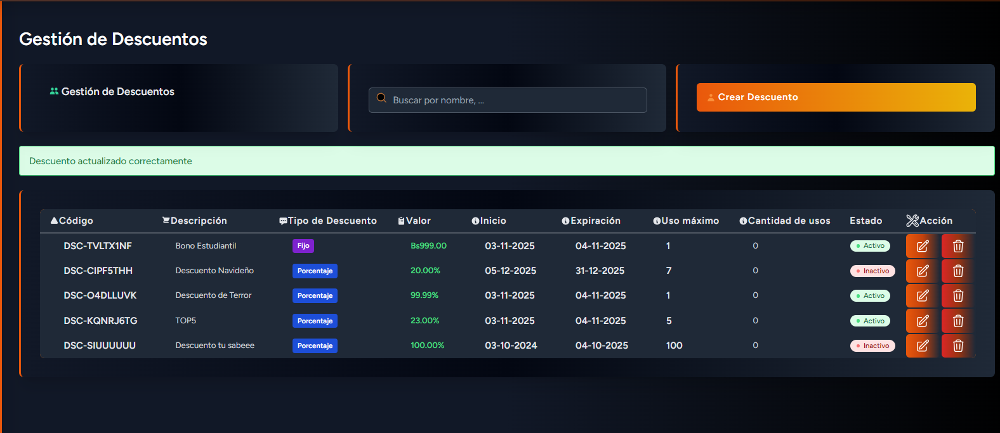 Gestión de Descuentos
Gestión de Descuentos
Buscar por nombre, ...
Crear Descuento
Descuento actualizado correctamente
Código Descripción Tipo de Descuento Valor Inicio Expiración Uso máximo Cantidad de usos Estado Acción
DSC-TVLTX1NF Bono Estudiantil Fijo Bs999.00 03-11-2025 04-11-2025 1 0 Activo
DSC-CIPF5THH Descuento Navideño Porcentaje 20.00% 05-12-2025 31-12-2025 7 0 Inactivo
DSC-O4DLLUVK Descuento de Terror Porcentaje 99.99% 03-11-2025 04-11-2025 1 0 Activo
DSC-KQNRJ6TG TOP5 Porcentaje 23.00% 03-11-2025 04-11-2025 5 0 Activo
DSC-SIUUUUUU Descuento tu sabeee Porcentaje 100.00% 03-10-2024 04-10-2025 100 0 Inactivo